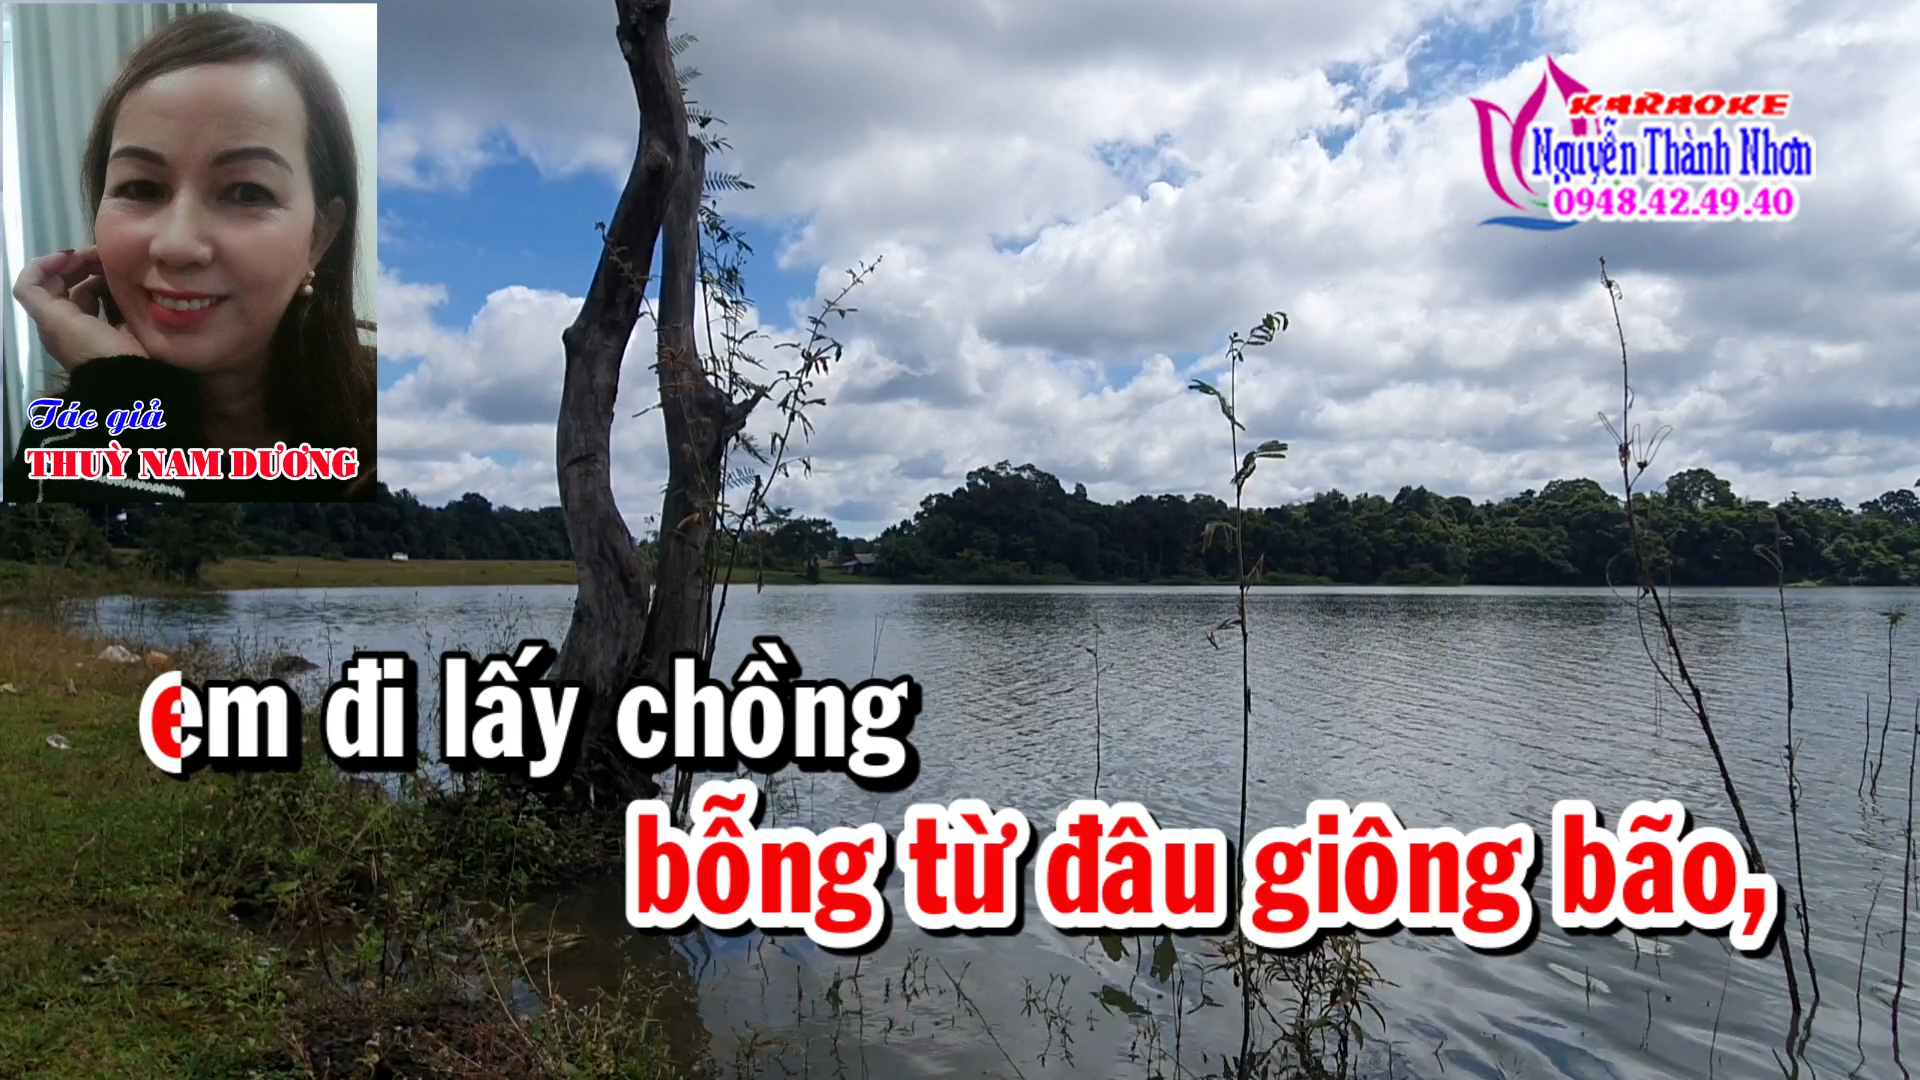 Tác giả
THUỲ NAM DƯƠNG
KARAOKE
Nguyễn Thành Nhơn
0948.42.49.40
em đi lấy chồng
bỗng từ đâu giông bão,